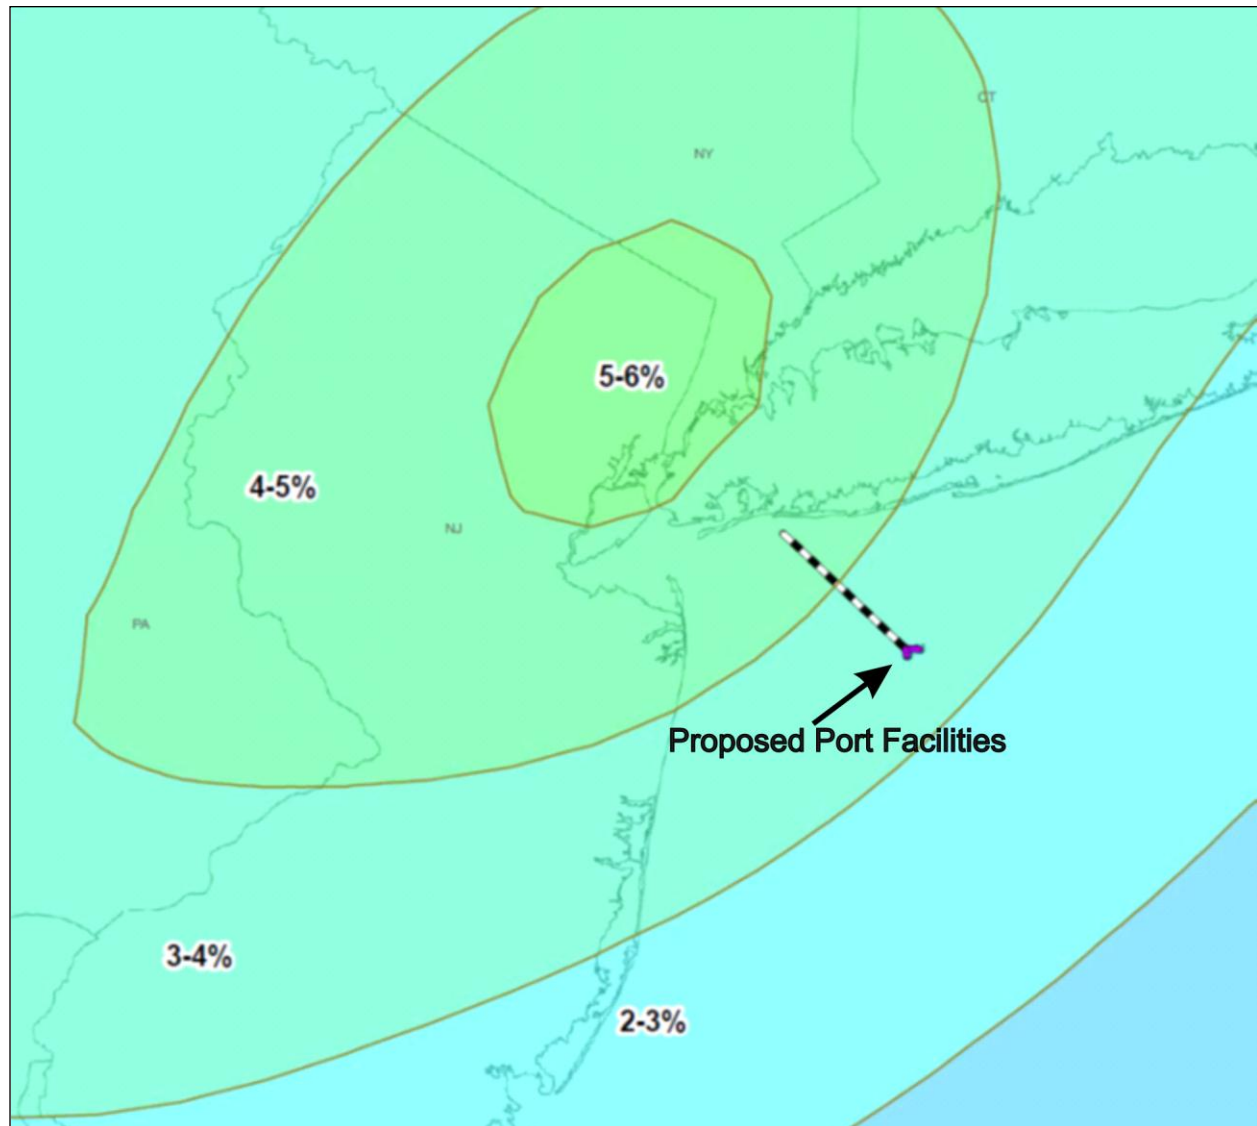 CT
NY
5-6%
4-5%
NJ
PA
Proposed Port Facilities
3-4%
2-3%